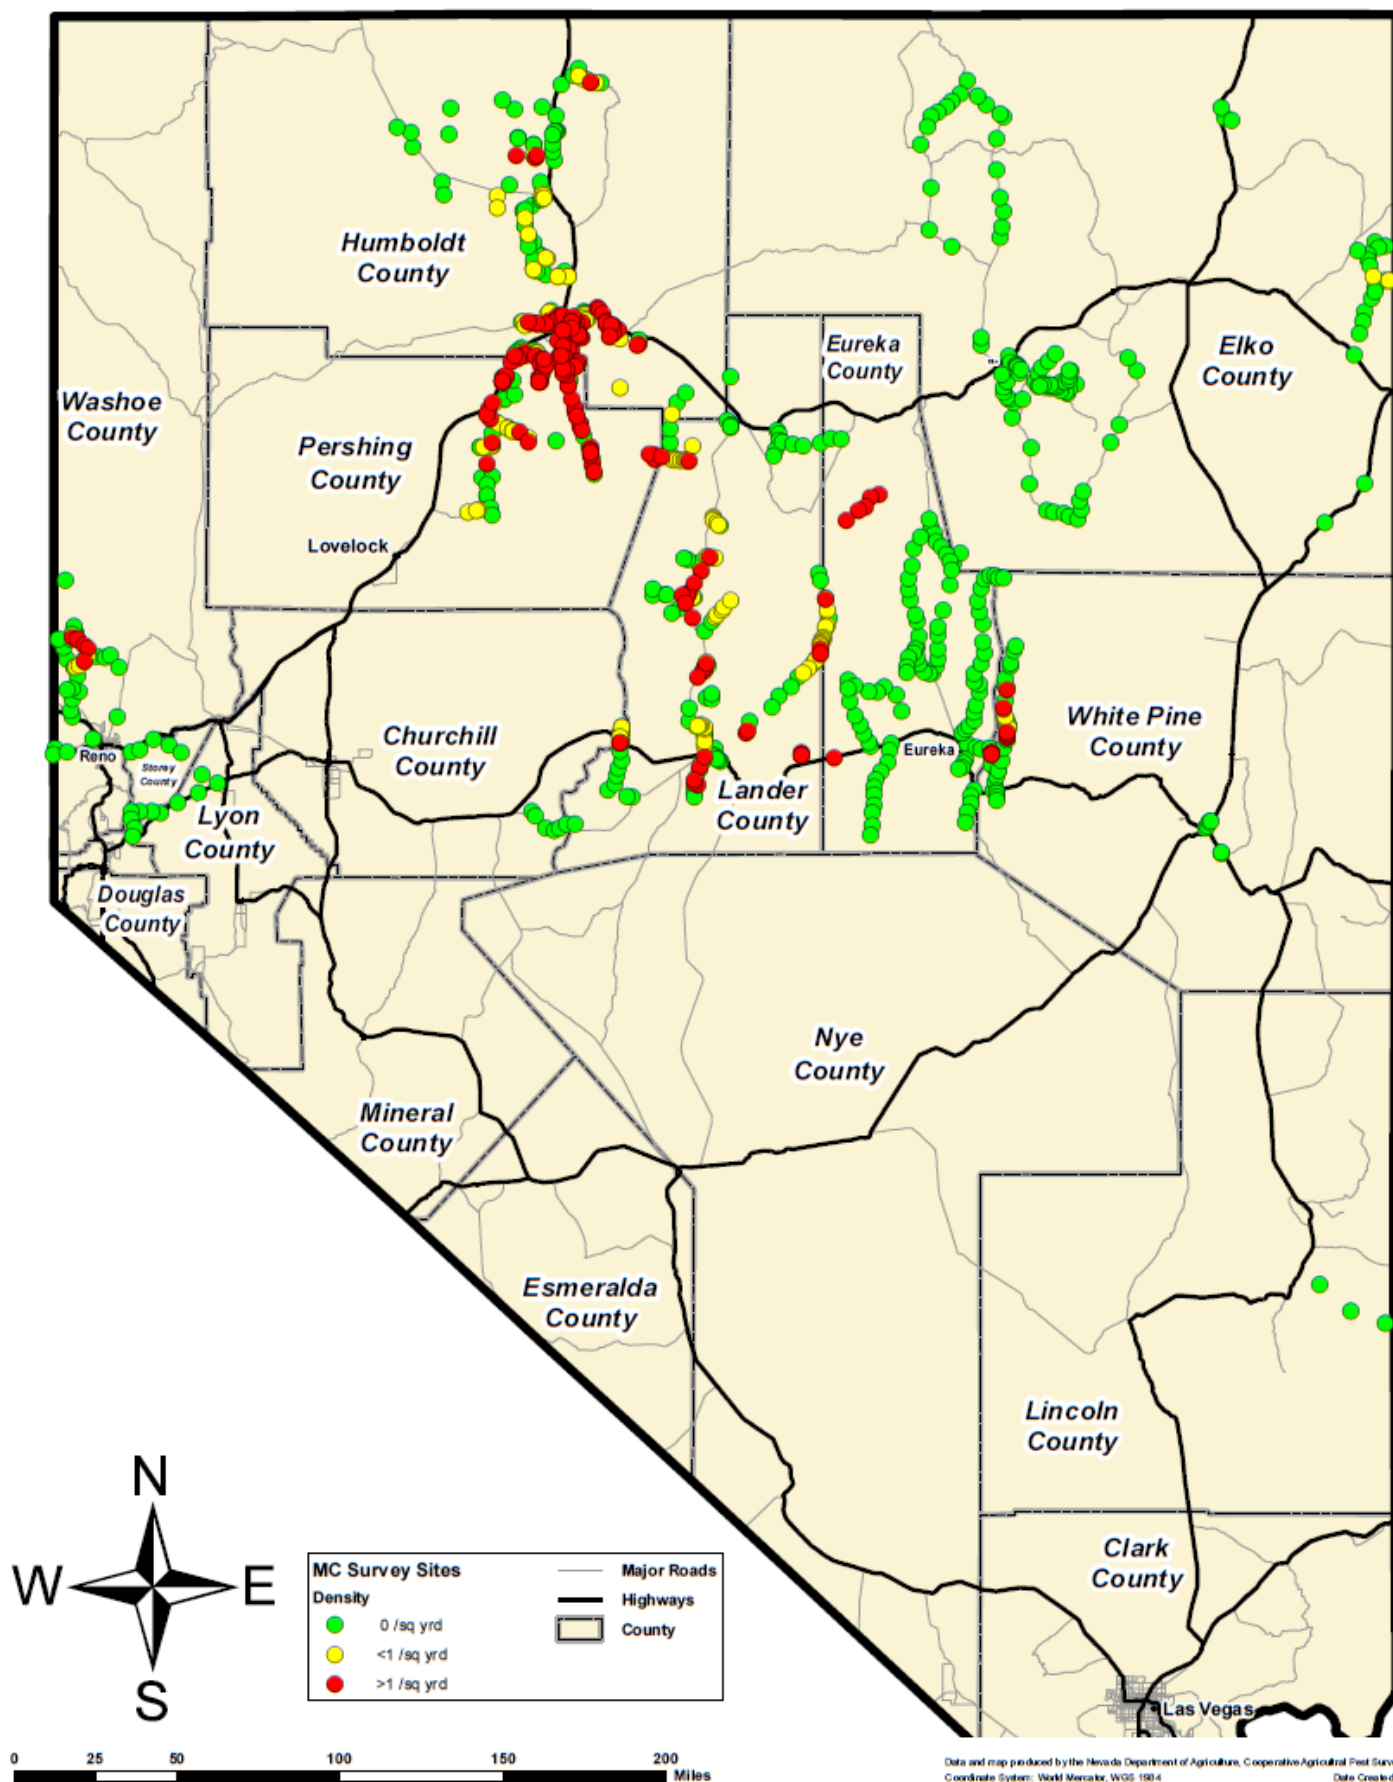 Humboldt
County
Eureka
County
Elko
County
Washoe
County
Pershing
County
Lovelock
White Pine
County
Churchill
County
Reno
Storey
County
Eureka
Lander
County
Lyon
County
Douglas
County
Nye
County
Mineral
County
Esmeralda
County
Lincoln
County
Clark
County
Las Vegas
N
W E
S
MC Survey Sites
Density
0 /sq yrd
<1 /sq yrd
>1 /sq yrd
Major Roads
Highways
County
0 25 50 100 150 200
Miles
Data and map produced by the Nevada Department of Agriculture, Cooperative Agricultural Pest Surv
Coordinate System: World Mercator, WGS 1984
Date Created